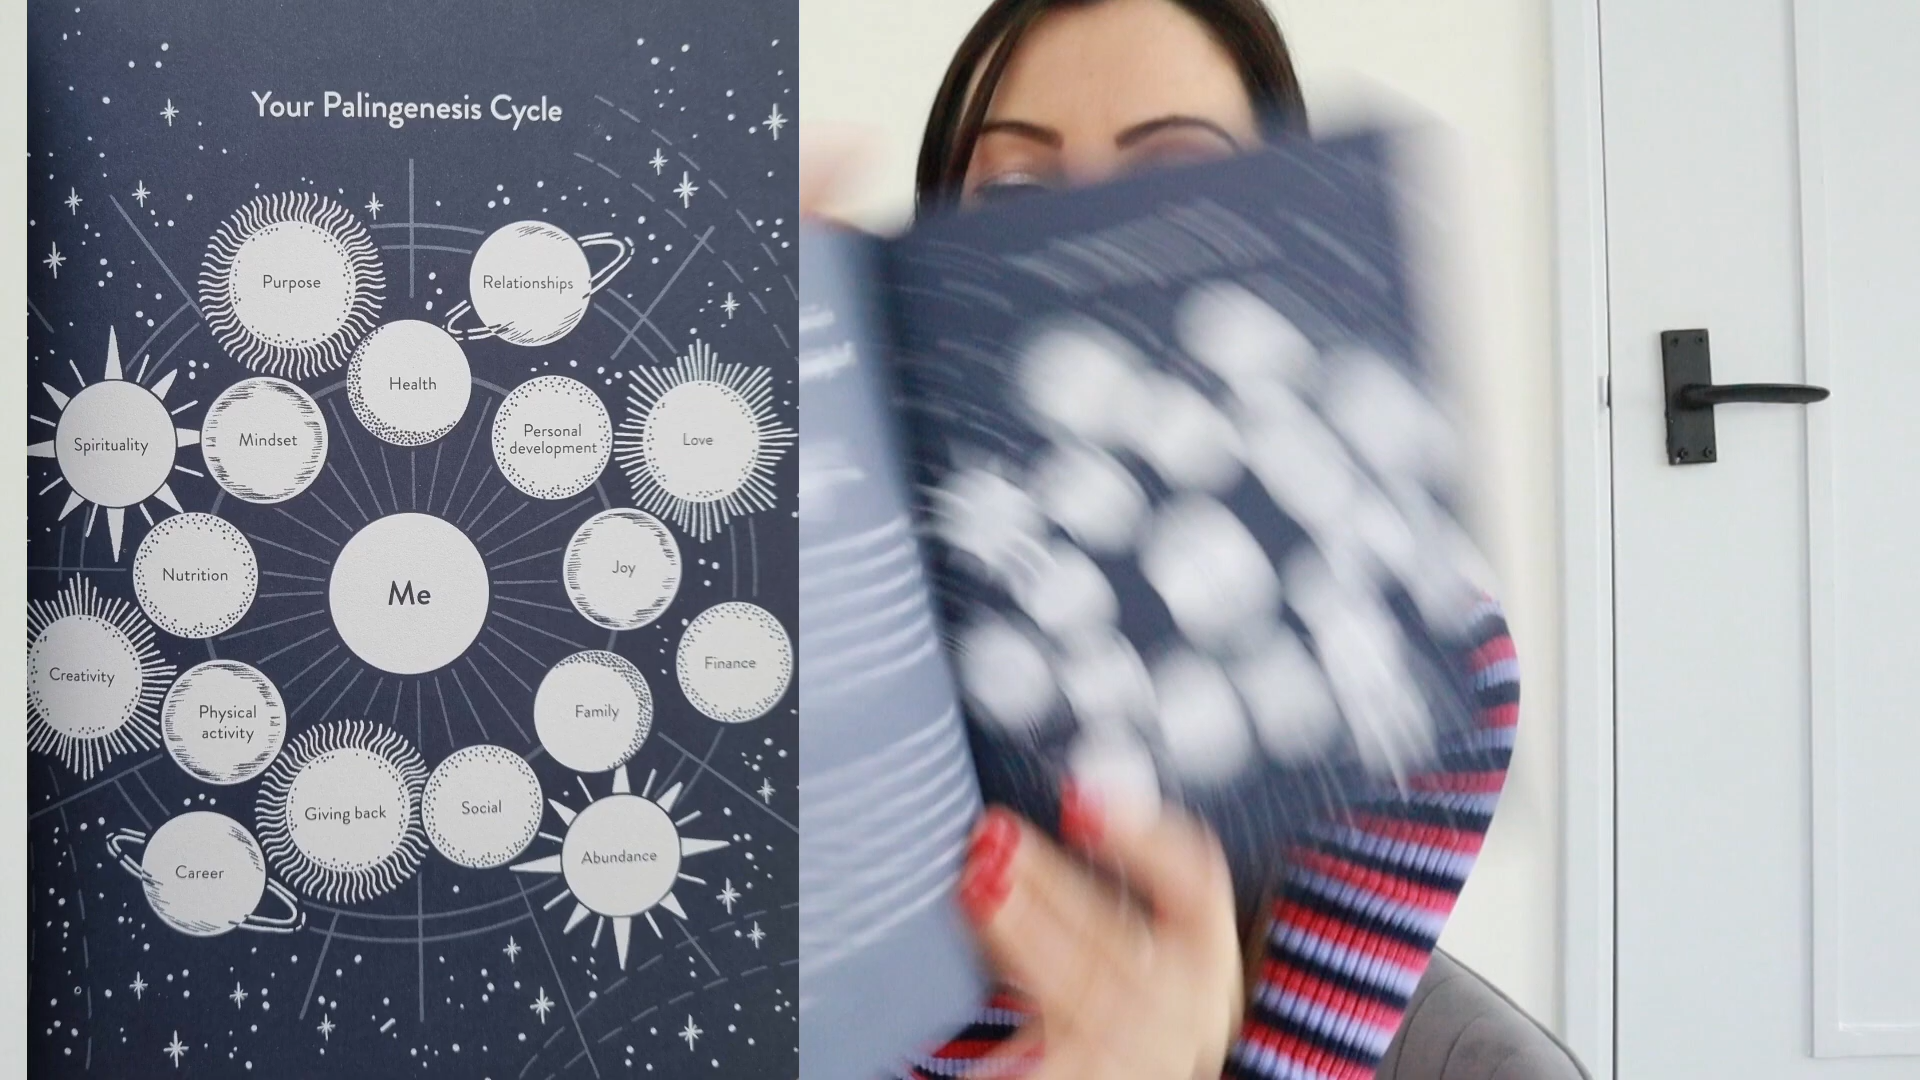 Your Palingenesis Cycle
Purpose
Relationships
Health
Spirituality
Mindset
Personal
development
Love
Nutrition
Me
Joy
Creativity
Physical
activity
Family
Finance
Giving back
Social
Career
Abundance